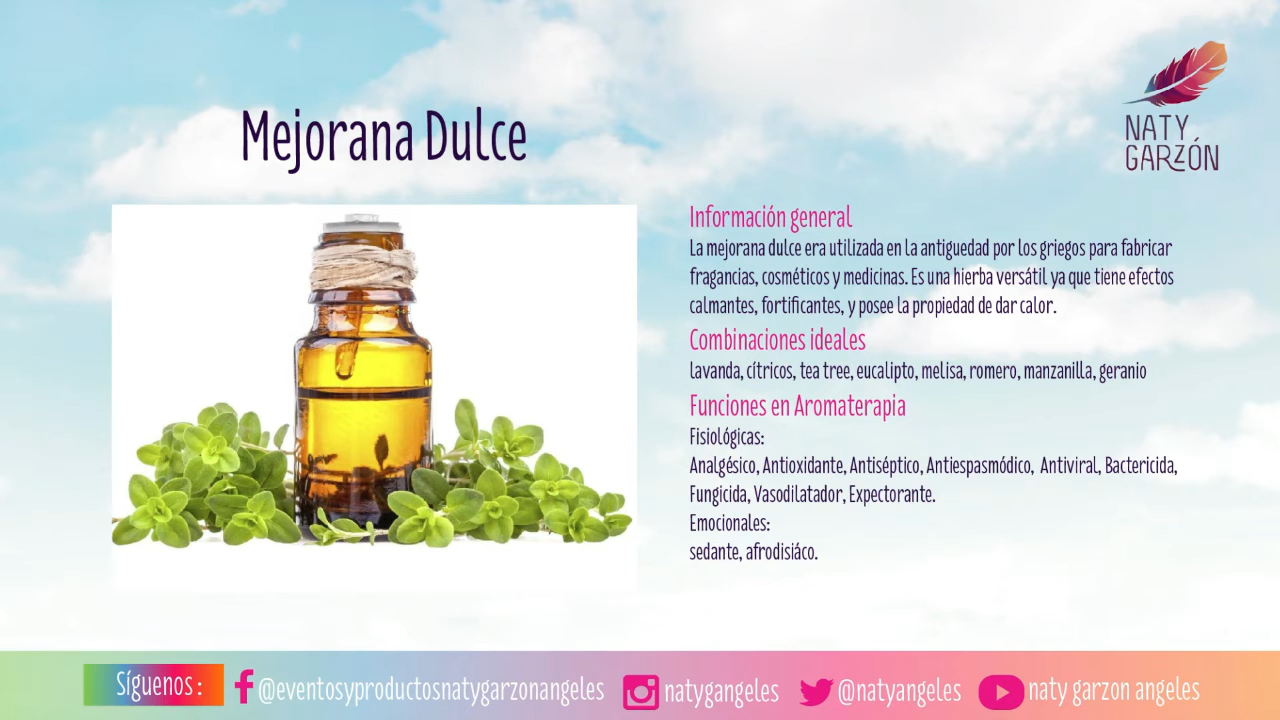 Mejorana Dulce
NATY
GARZÓN
Información general
La mejorana dulce era utilizada en la antiguedad por los griegos para fabricar
fragancias, cosméticos y medicinas. Es una hierba versátil ya que tiene efectos
calmantes, fortificantes, y posee la propiedad de dar calor.
Combinaciones ideales
lavanda, cítricos, tea tree, eucalipto, melisa, romero, manzanilla, geranio
Funciones en Aromaterapia
Fisiológicas:
Analgésico, Antioxidante, Antiséptico, Antiespasmódico, Antiviral, Bactericida,
Fungicida, Vasodilatador, Expectorante.
Emocionales:
sedante, afrodisiáco.
Síguenos : @eventosyproductosnatygarzonangeles natygangeles @natyangeles naty garzon angeles